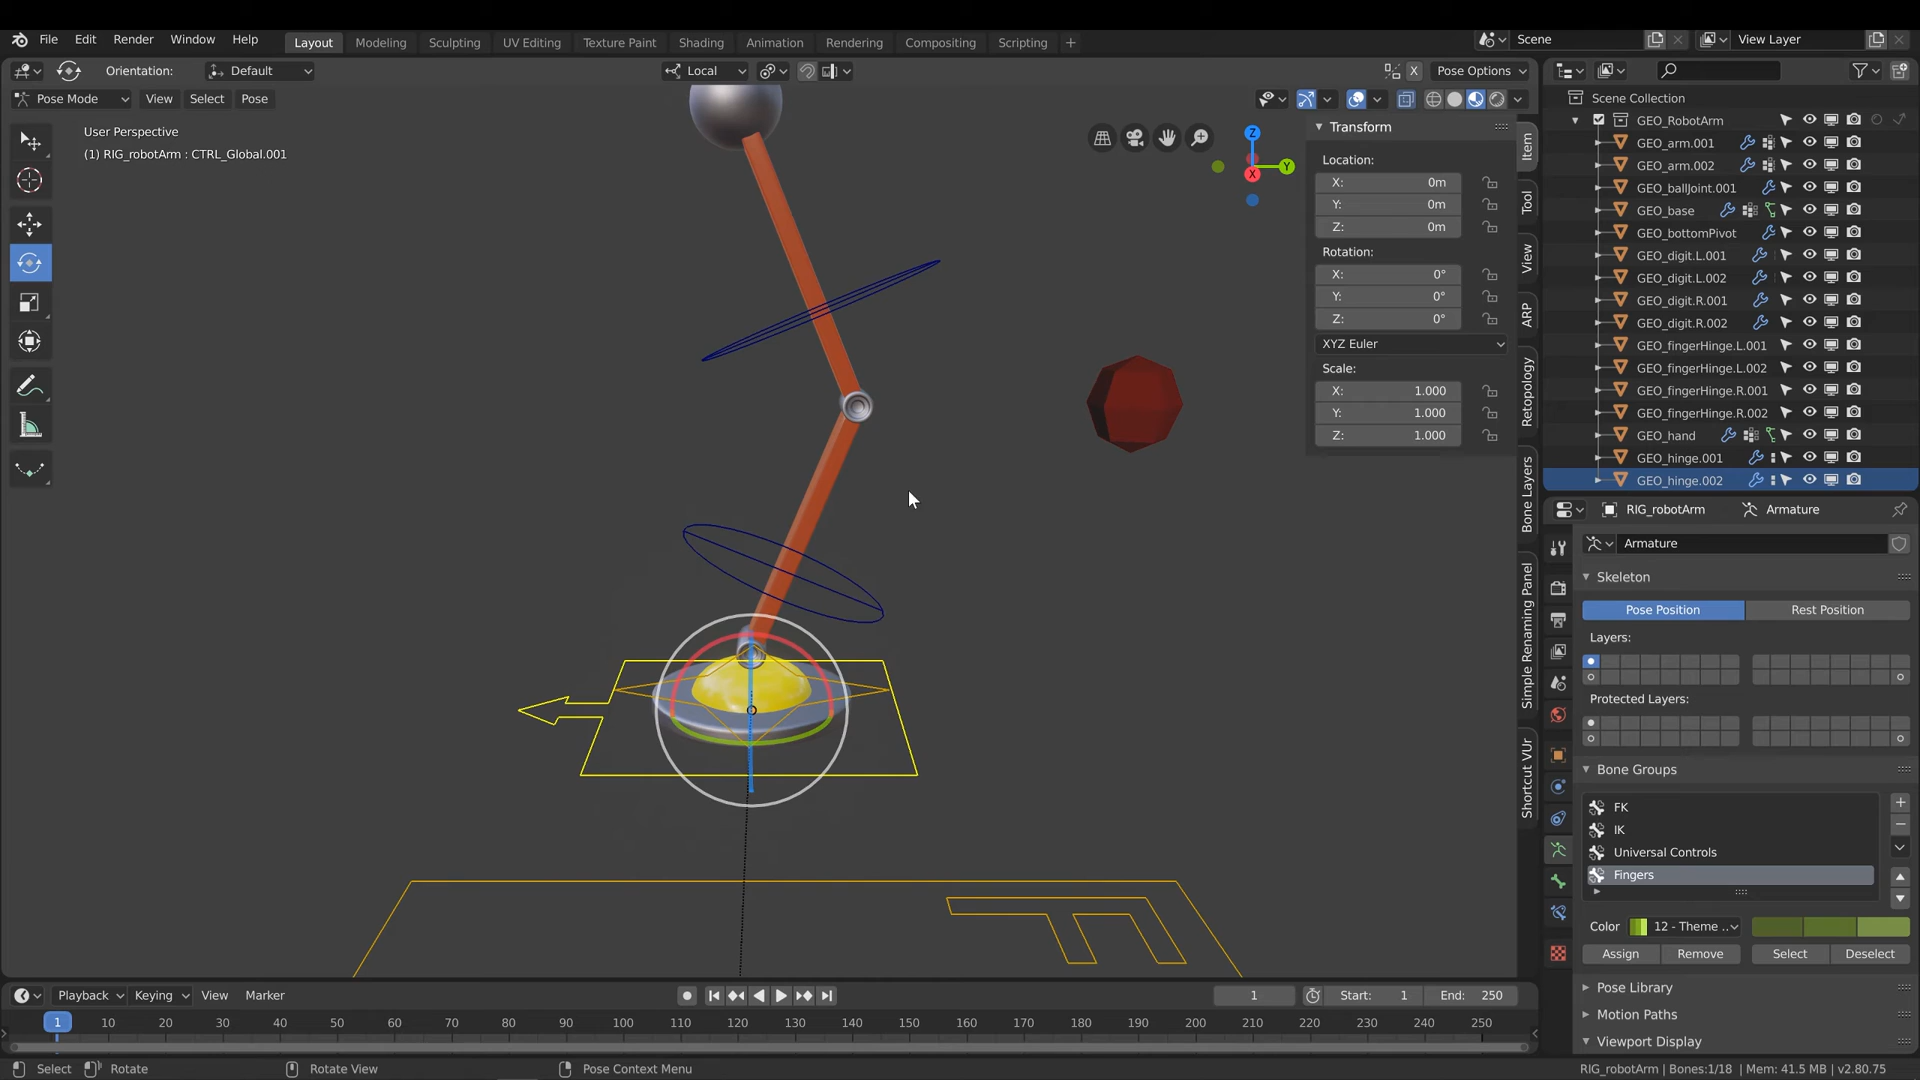 File Edit Render Window Help Layout Modeling Sculpting UV Editing Texture Paint Shading Animation Rendering Compositing Scripting + Scene View Layer
Orientation: Default Local X Pose Options
Pose Mode View Select Pose
User Perspective
(1) RIG_robotArm : CTRL_Global.001
Z
Y
X
Transform
Location:
X: 0m
Y: 0m
Z: 0m
Rotation:
X: 0°
Y: 0°
Z: 0°
XYZ Euler
Scale:
X: 1.000
Y: 1.000
Z: 1.000
Item
Tool
View
ARP
Retopology
Bone Layers
Simple Renaming Panel
Shortcut VUr
Scene Collection
GEO_RobotArm
GEO_arm.001
GEO_arm.002
GEO_ballJoint.001
GEO_base
GEO_bottomPivot
GEO_digit.L.001
GEO_digit.L.002
GEO_digit.R.001
GEO_digit.R.002
GEO_fingerHinge.L.001
GEO_fingerHinge.L.002
GEO_fingerHinge.R.001
GEO_fingerHinge.R.002
GEO_hand
GEO_hinge.001
GEO_hinge.002
RIG_robotArm Armature
Armature
Skeleton
Pose Position Rest Position
Layers:
Protected Layers:
Bone Groups
FK
IK
Universal Controls
Fingers
Color 12 - Theme ..
Assign Remove Select Deselect
Pose Library
Motion Paths
Viewport Display
Playback Keying View Marker 1 Start: 1 End: 250
1 10 20 30 40 50 60 70 80 90 100 110 120 130 140 150 160 170 180 190 200 210 220 230 240 250
Select Rotate Rotate View Pose Context Menu RIG_robotArm | Bones:1/18 | Mem: 41.5 MB | v2.80.75